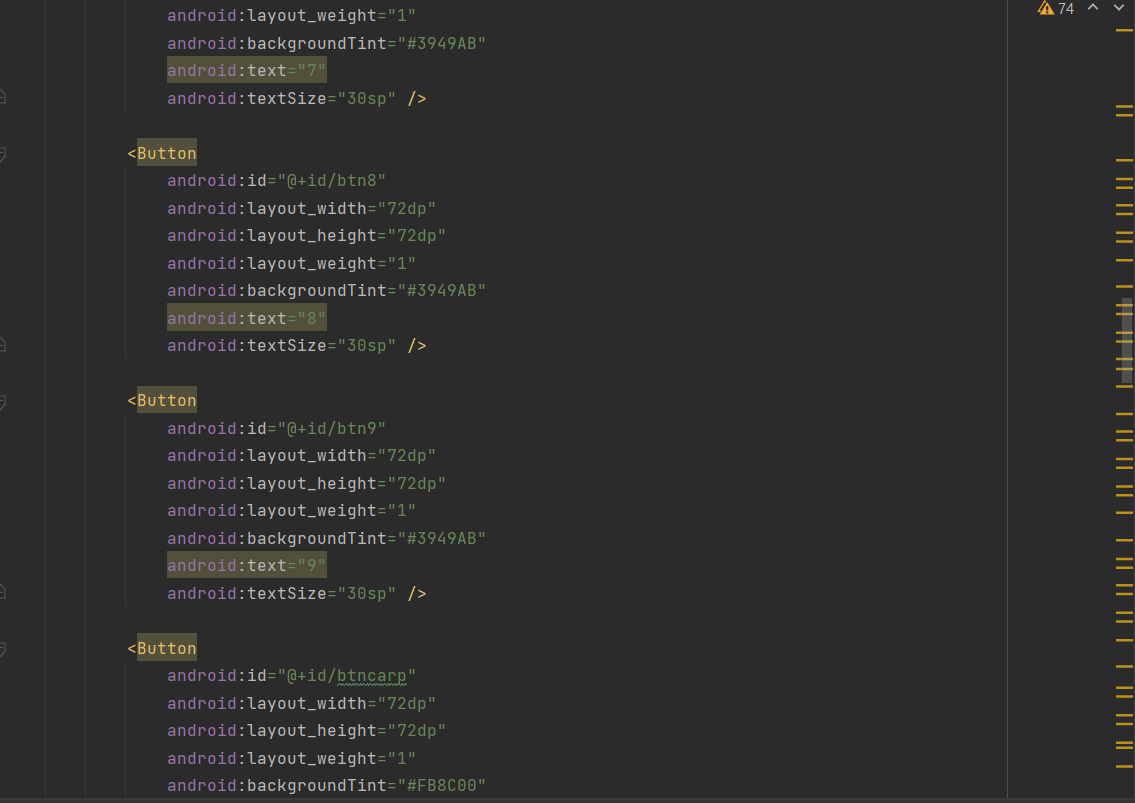 android:layout_weight="1"
74
android:backgroundTint="#3949AB"
android:text="7"
android:textSize="30sp" />
<Button
android:id="@+id/btn8"
android:layout_width="72dp"
android:layout_height="72dp"
android:layout_weight="1"
android:backgroundTint="#3949AB"
android:text="8"
android:textSize="30sp" />
<Button
android:id="@+id/btn9"
android:layout_width="72dp"
android:layout_height="72dp"
android:layout_weight="1"
android:backgroundTint="#3949AB"
android:text="9"
android:textSize="30sp" />
<Button
android:id="@+id/btncarp"
android:layout_width="72dp"
android:layout_height="72dp"
android:layout_weight="1"
android:backgroundTint="#FB8C00"